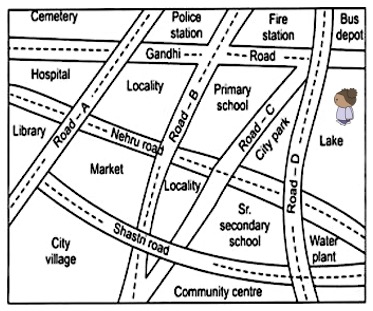 Cemetery
Police
station
Fire
station
Bus
depot
Gandhi Road
Hospital
Locality
Primary
school
Road - A
Road - B
Road - C
City park
Library
Nehru road
Lake
Market
Locality
Road - D
Sr.
secondary
school
Shastri road
City
village
Water
plant
Community centre